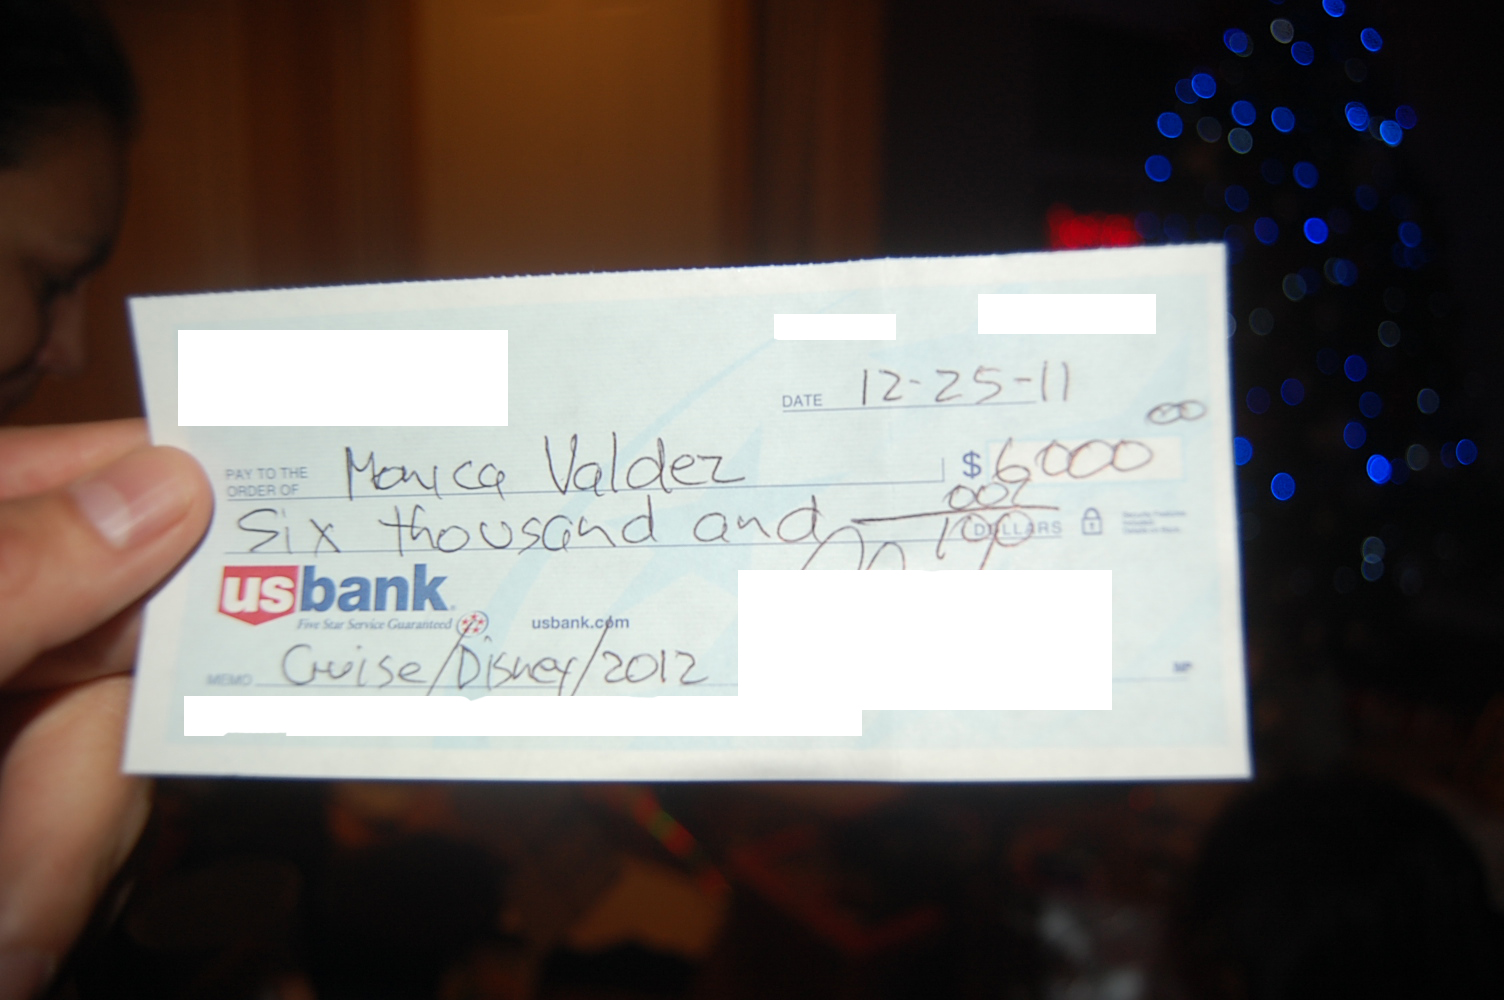 DATE 12-25-11
PAY TO THE ORDER OF Monica Valdez $ 6000 00
Six thousand and 00/100 DOLLARS
usbank
Five Star Service Guaranteed
usbank.com
MEMO Cruise/Disney/2012
MP